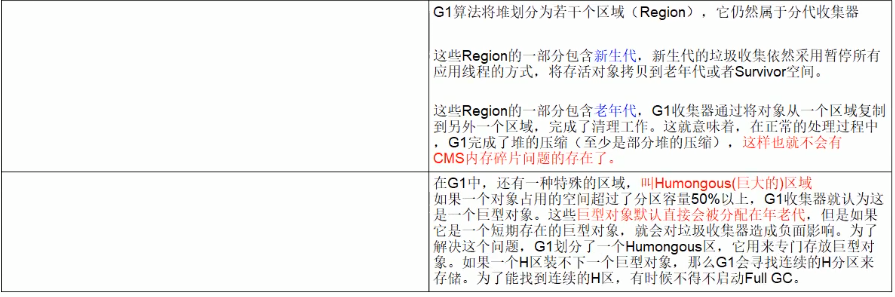 G1算法将堆划分为若干个区域（Region），它仍然属于分代收集器
这些Region的一部分包含新生代，新生代的垃圾收集依然采用暂停所有
应用线程的方式，将存活对象拷贝到老年代或者Survivor空间。
这些Region的一部分包含老年代，G1收集器通过将对象从一个区域复制
到另外一个区域，完成了清理工作。这就意味着，在正常的处理过程中
，G1完成了堆的压缩（至少是部分堆的压缩），这样也就不会有
CMS内存碎片问题的存在了。
在G1中，还有一种特殊的区域，叫Humongous(巨大的)区域
如果一个对象占用的空间超过了分区容量50%以上，G1收集器就认为这
是一个巨型对象。这些巨型对象默认直接会被分配在年老代，但是如果
它是一个短期存在的巨型对象，就会对垃圾收集器造成负面影响。为了
解决这个问题，G1划分了一个Humongous区，它用来专门存放巨型对
象。如果一个H区装不下一个巨型对象，那么G1会寻找连续的H分区来
存储。为了能找到连续的H区，有时候不得不启动Full GC。